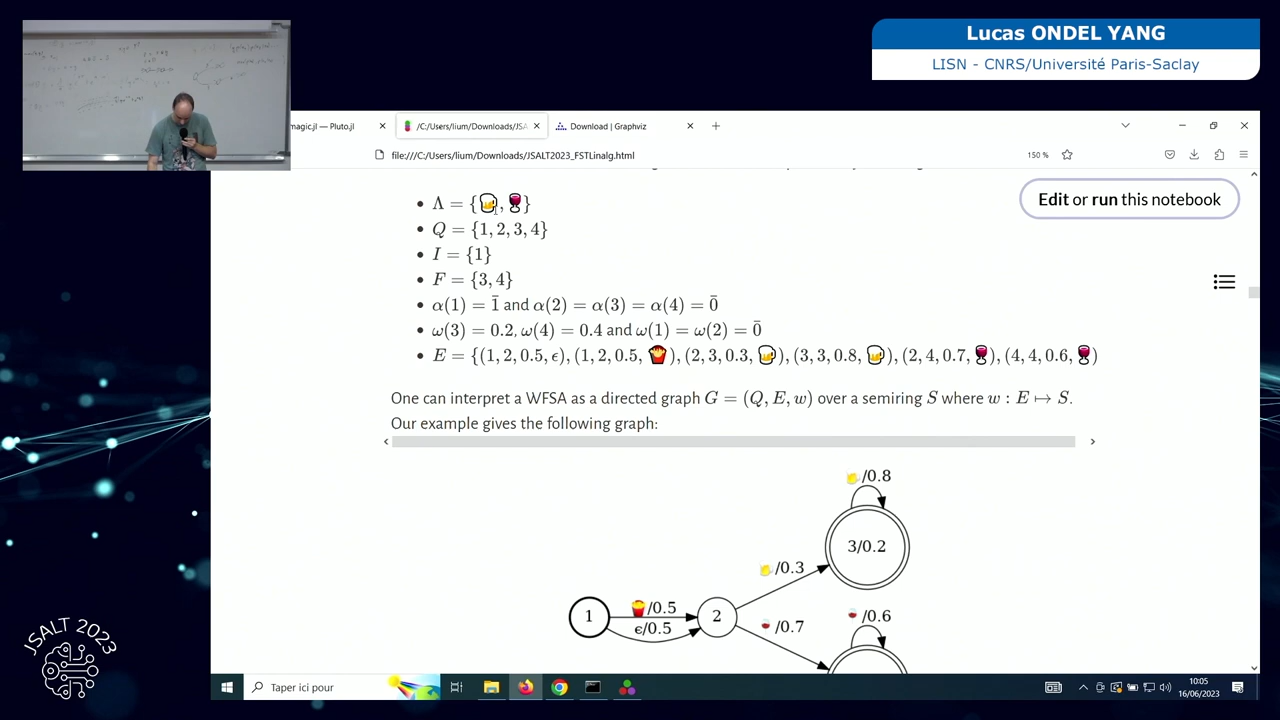 Lucas ONDEL YANG
LISN - CNRS/Université Paris-Saclay
magic.jl — Pluto.jl
/C:/Users/lium/Downloads/JSA
Download | Graphviz
file:///C:/Users/lium/Downloads/JSALT2023_FSTLinalg.html
150 %
Edit or run this notebook
• Λ = {🍺, 🍷}
• Q = {1, 2, 3, 4}
• I = {1}
• F = {3, 4}
• α(1) = 1̄ and α(2) = α(3) = α(4) = 0̄
• ω(3) = 0.2, ω(4) = 0.4 and ω(1) = ω(2) = 0̄
• E = {(1, 2, 0.5, ϵ), (1, 2, 0.5, 🍟), (2, 3, 0.3, 🍺), (3, 3, 0.8, 🍺), (2, 4, 0.7, 🍷), (4, 4, 0.6, 🍷)
One can interpret a WFSA as a directed graph G = (Q, E, w) over a semiring S where w : E ↦ S.
Our example gives the following graph:
🍺/0.8
3/0.2
🍺/0.3
🍟/0.5
1
2
🍷/0.6
ϵ/0.5
🍷/0.7
JSALT 2023
Taper ici pour
10:05
16/06/2023